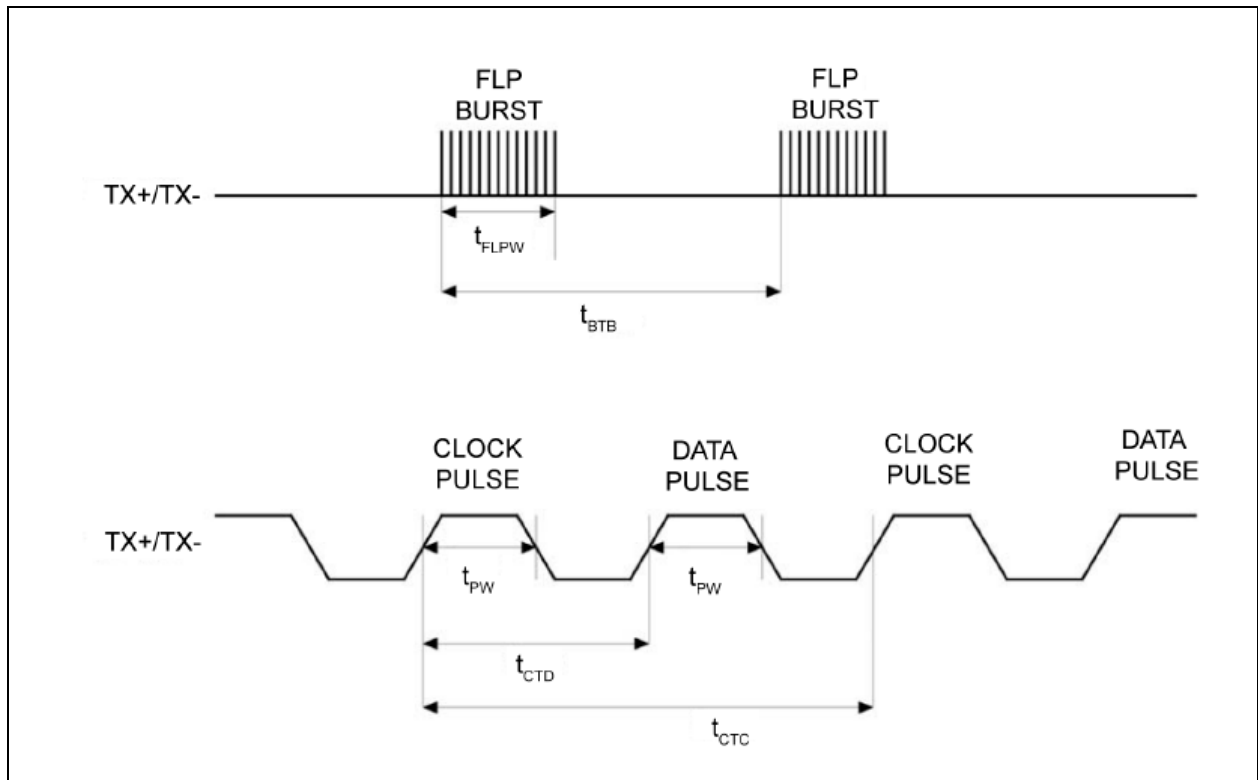 FLP
BURST
FLP
BURST
TX+/TX-
tFLPW
tBTB
CLOCK
PULSE
DATA
PULSE
CLOCK
PULSE
DATA
PULSE
TX+/TX-
tPW
tPW
tCTD
tCTC